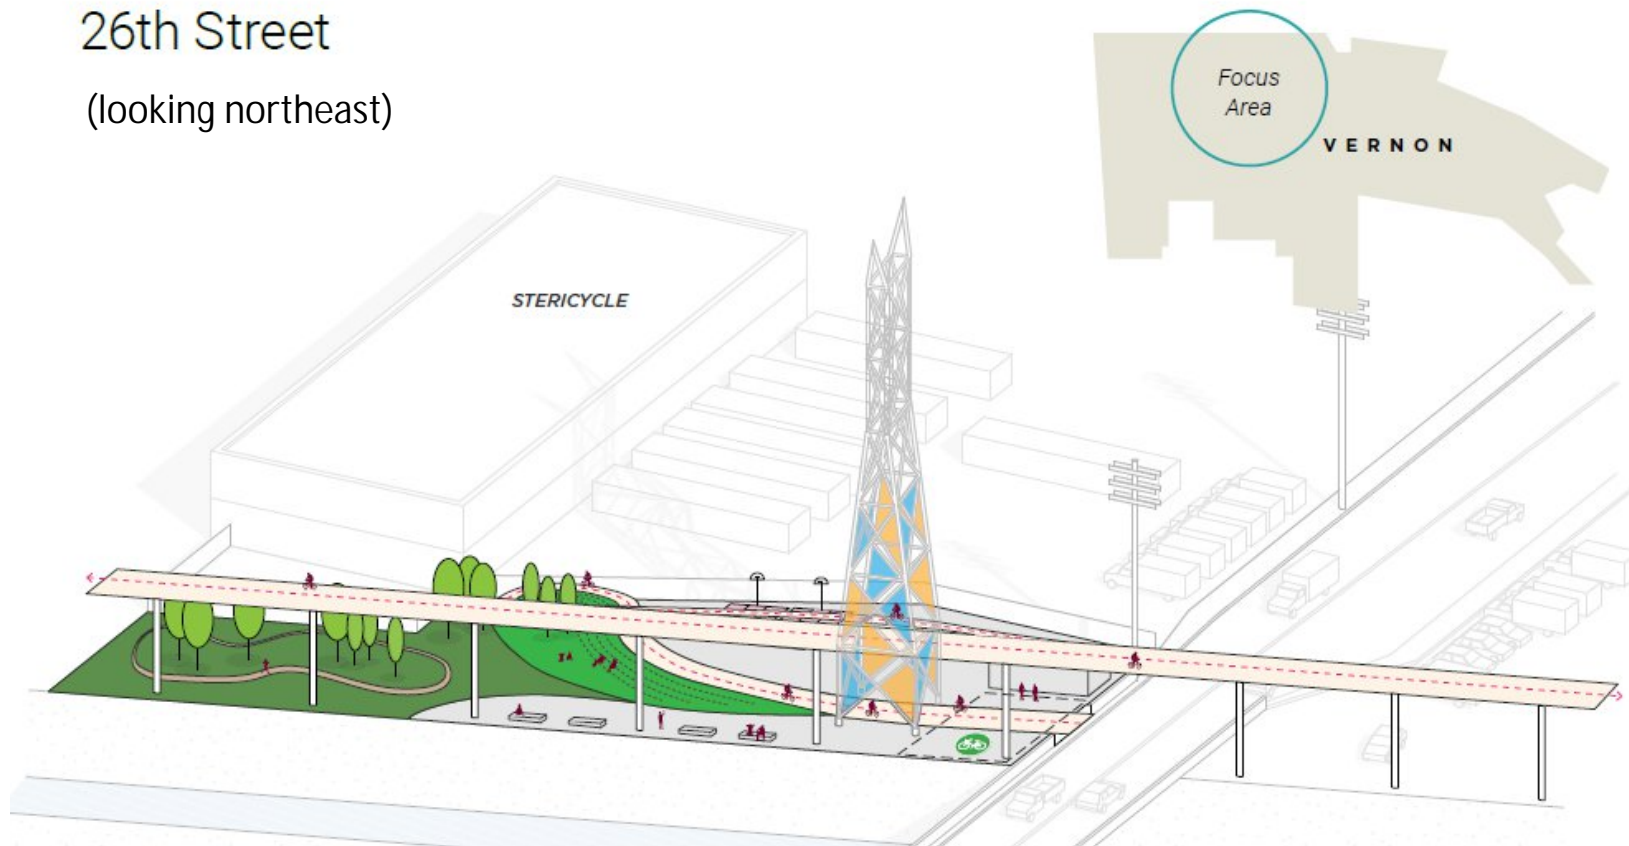 26th Street
(looking northeast)
Focus
Area
VERNON
STERICYCLE